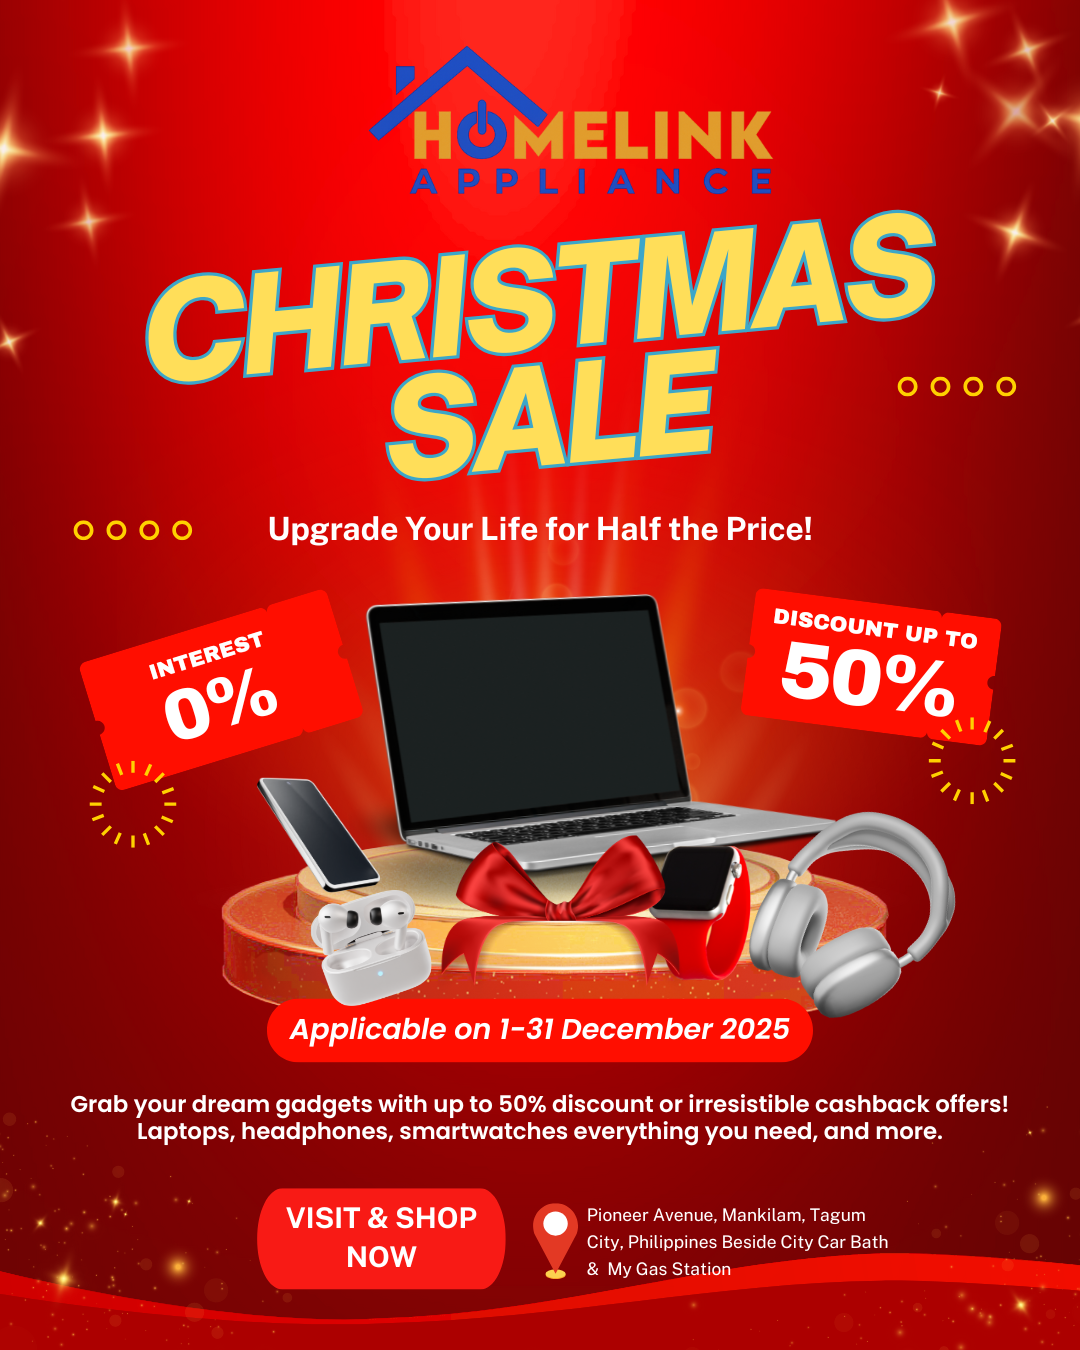 HOMELINK
APPLIANCE
CHRISTMAS
SALE
Upgrade Your Life for Half the Price!
INTEREST
0%
DISCOUNT UP TO
50%
Applicable on 1-31 December 2025
Grab your dream gadgets with up to 50% discount or irresistible cashback offers!
Laptops, headphones, smartwatches everything you need, and more.
VISIT & SHOP
NOW
Pioneer Avenue, Mankilam, Tagum
City, Philippines Beside City Car Bath
& My Gas Station